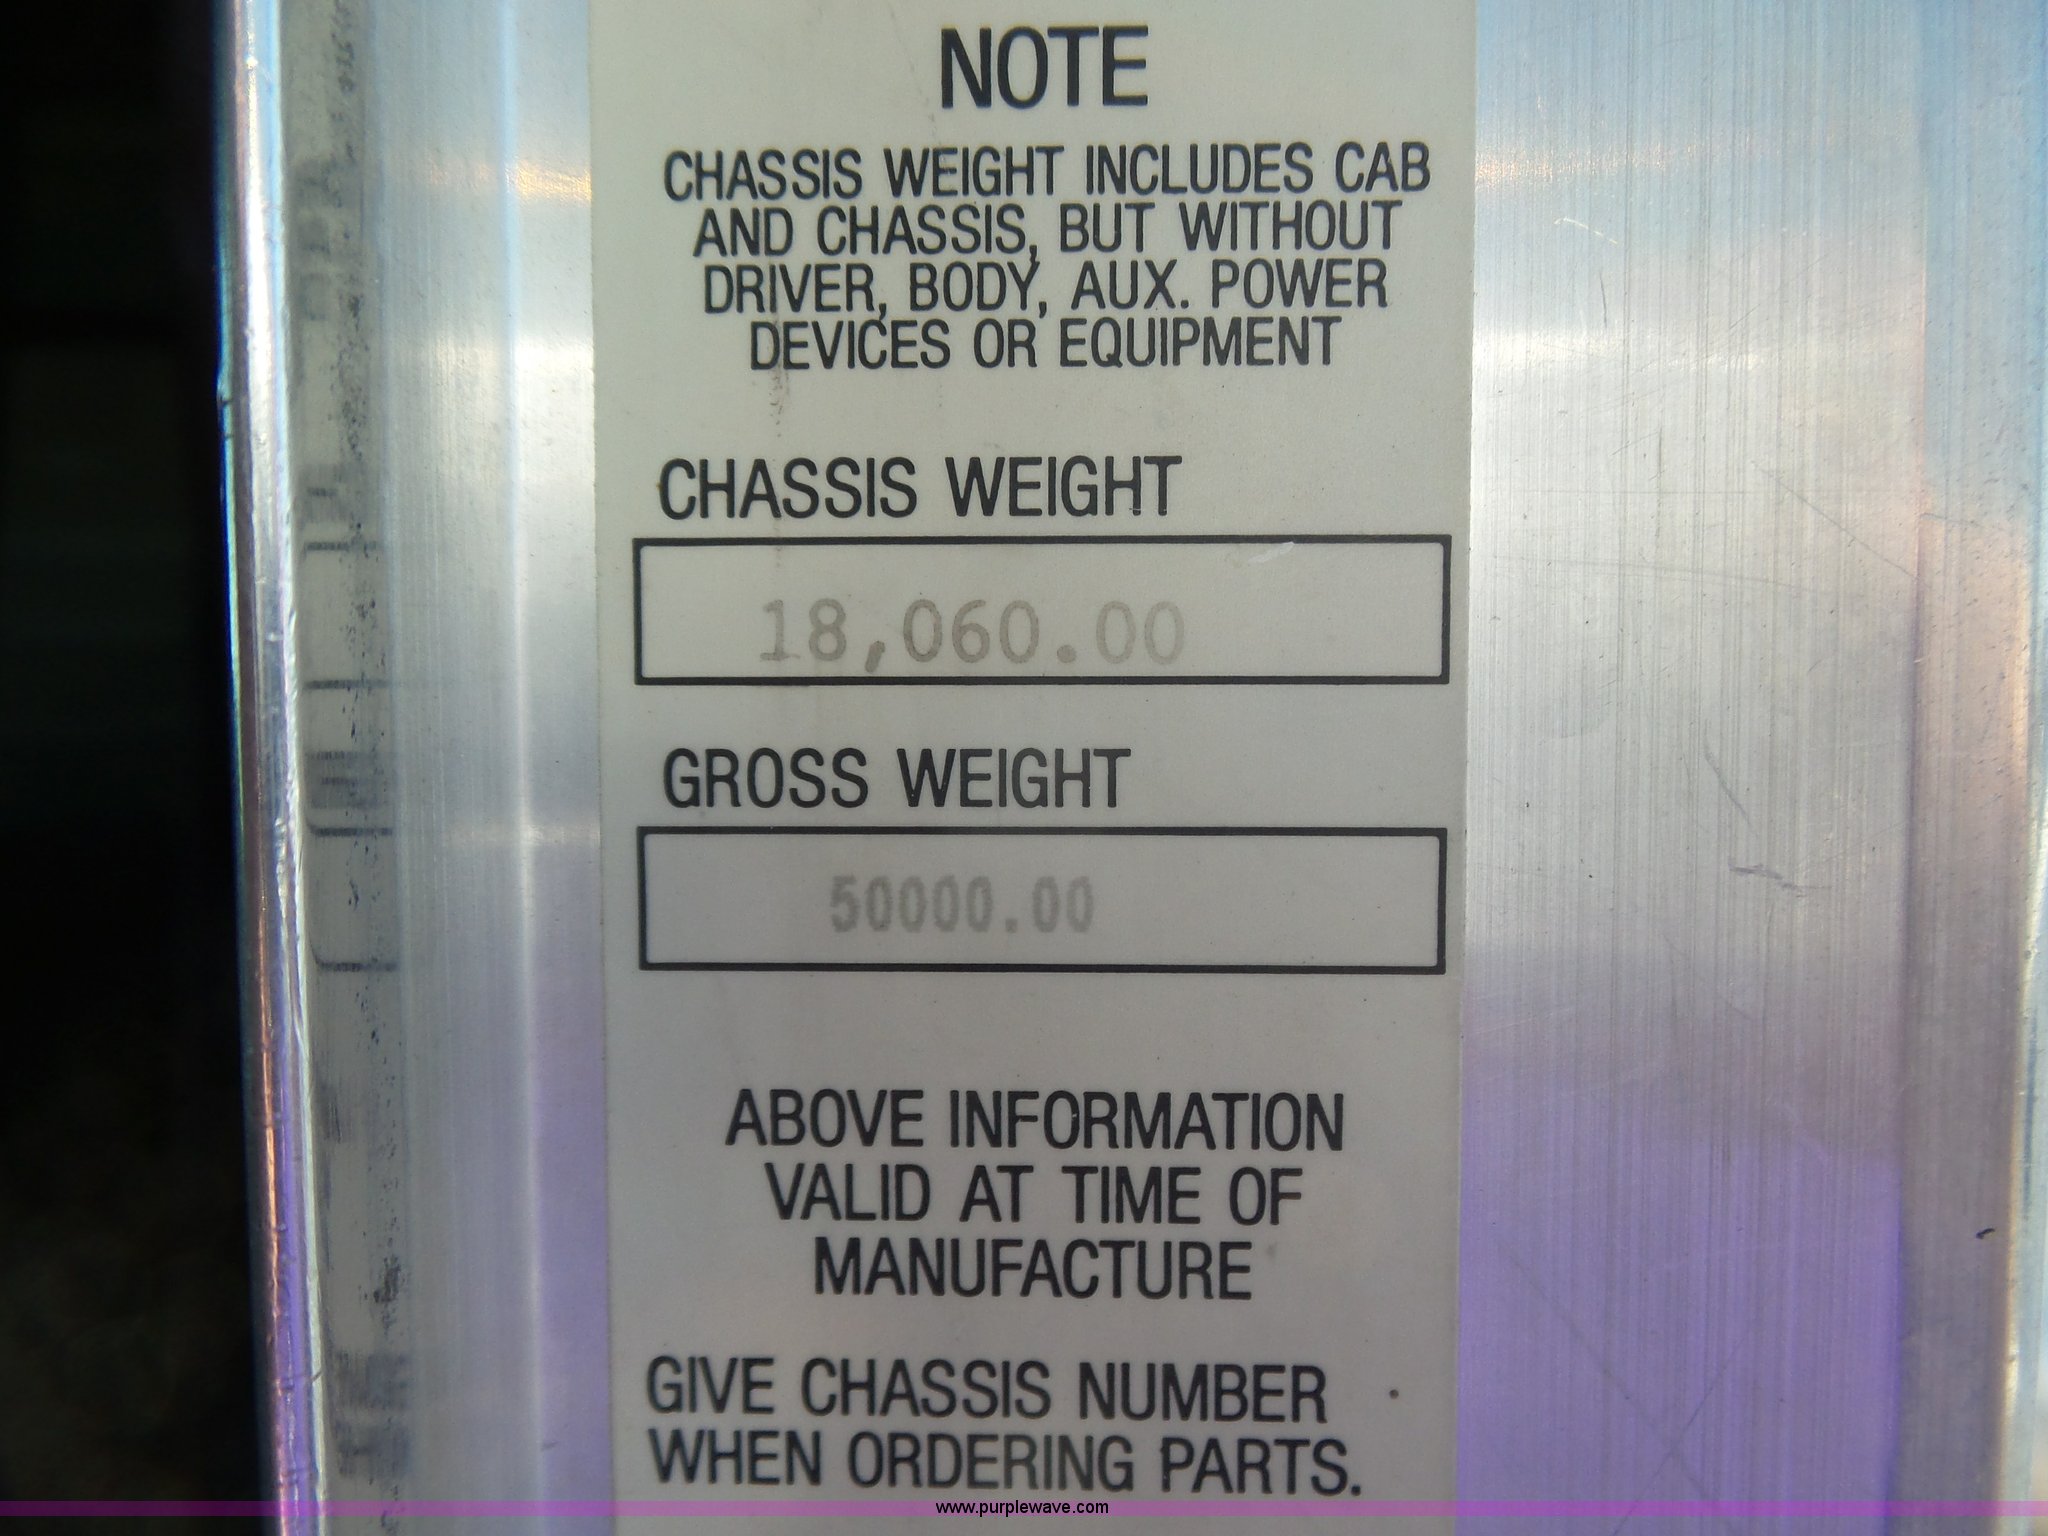 NOTE
CHASSIS WEIGHT INCLUDES CAB
AND CHASSIS, BUT WITHOUT
DRIVER, BODY, AUX. POWER
DEVICES OR EQUIPMENT
CHASSIS WEIGHT
18,060.00
GROSS WEIGHT
50000.00
ABOVE INFORMATION
VALID AT TIME OF
MANUFACTURE
GIVE CHASSIS NUMBER
WHEN ORDERING PARTS.
www.purplewave.com